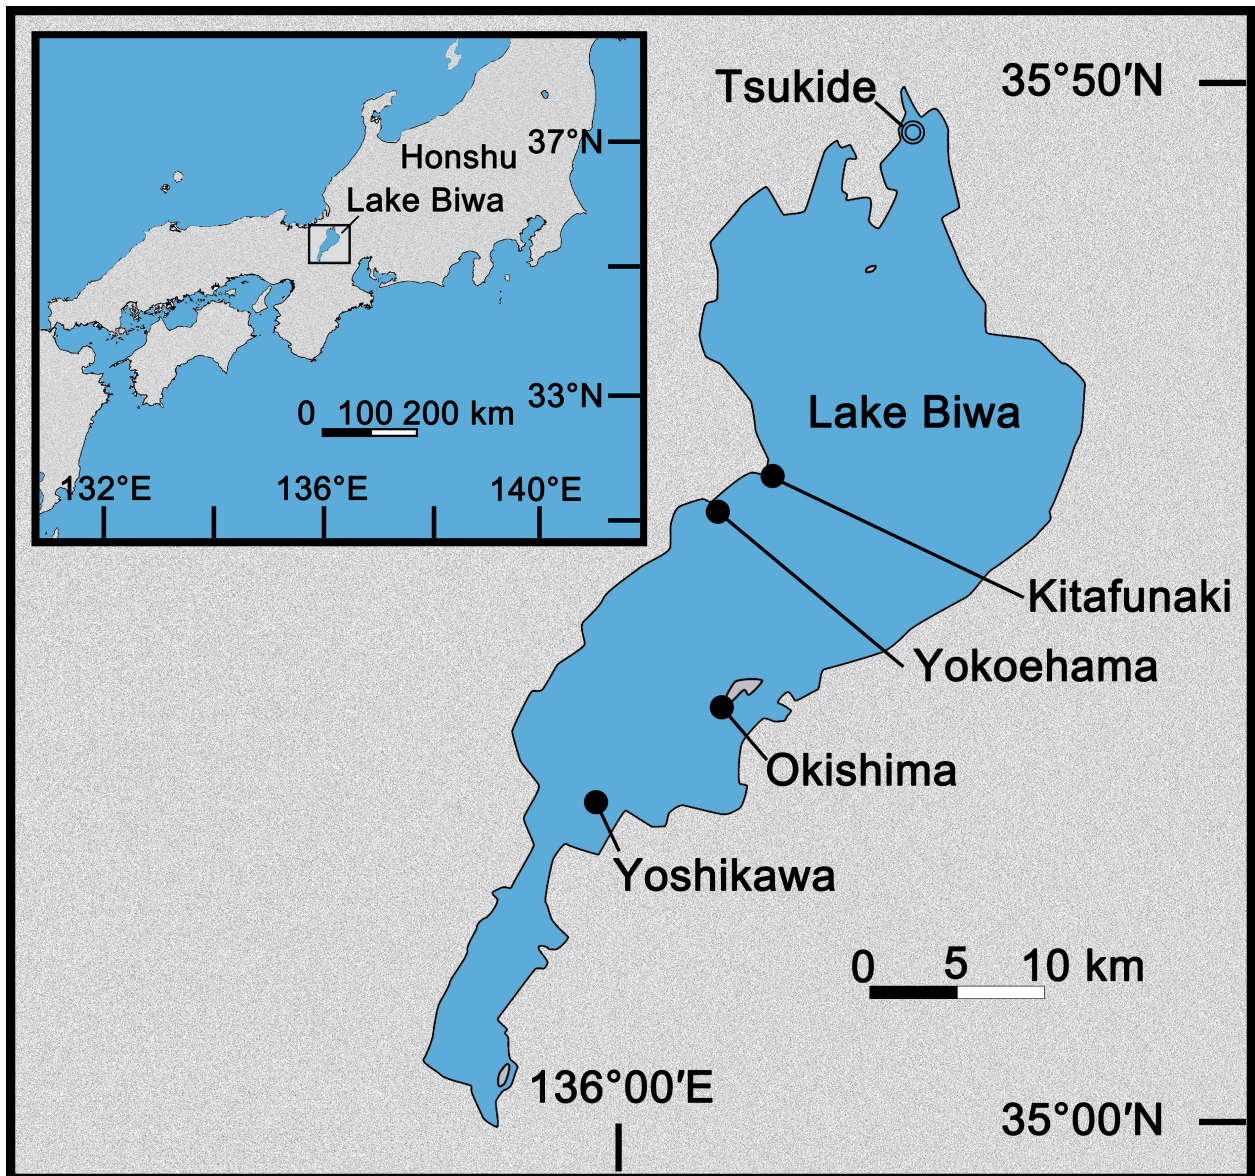 Tsukide
35°50′N
37°N
Honshu
Lake Biwa
33°N
0 100 200 km
132°E 136°E 140°E
Lake Biwa
Kitafunaki
Yokoehama
Okishima
Yoshikawa
0 5 10 km
136°00′E
35°00′N